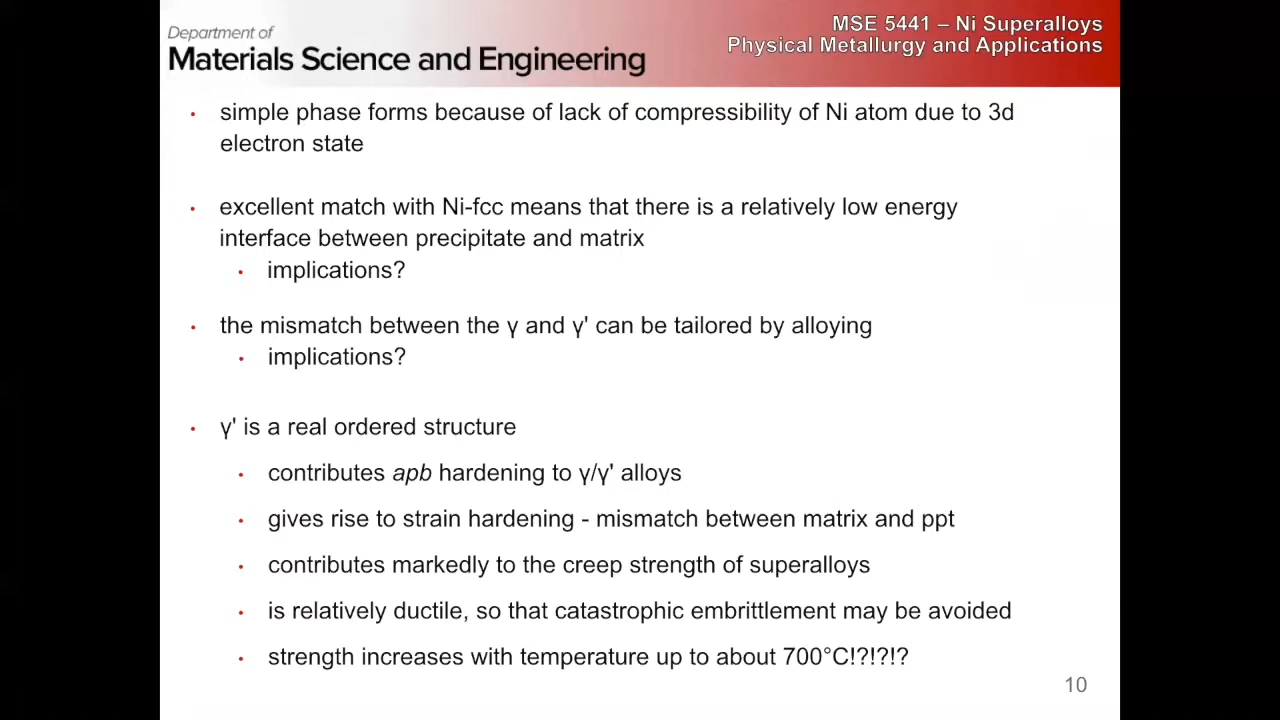 Department of
Materials Science and Engineering
MSE 5441 – Ni Superalloys
Physical Metallurgy and Applications
• simple phase forms because of lack of compressibility of Ni atom due to 3d
electron state
• excellent match with Ni-fcc means that there is a relatively low energy
interface between precipitate and matrix
• implications?
• the mismatch between the γ and γ' can be tailored by alloying
• implications?
• γ' is a real ordered structure
• contributes apb hardening to γ/γ' alloys
• gives rise to strain hardening - mismatch between matrix and ppt
• contributes markedly to the creep strength of superalloys
• is relatively ductile, so that catastrophic embrittlement may be avoided
• strength increases with temperature up to about 700°C!?!?!?
10